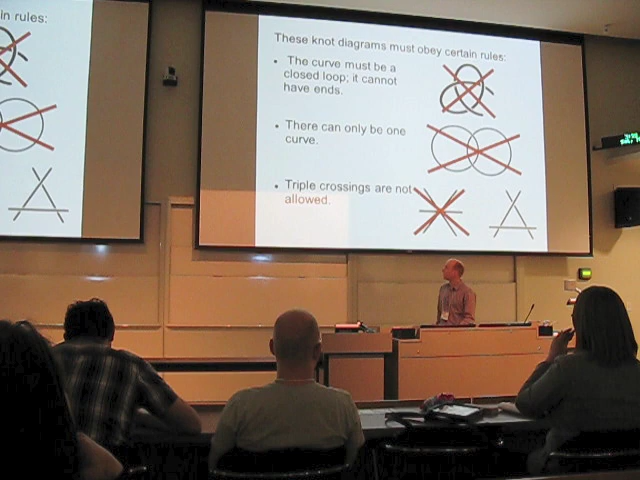 in rules:
These knot diagrams must obey certain rules:
• The curve must be a
closed loop; it cannot
have ends.
• There can only be one
curve.
• Triple crossings are not
allowed.